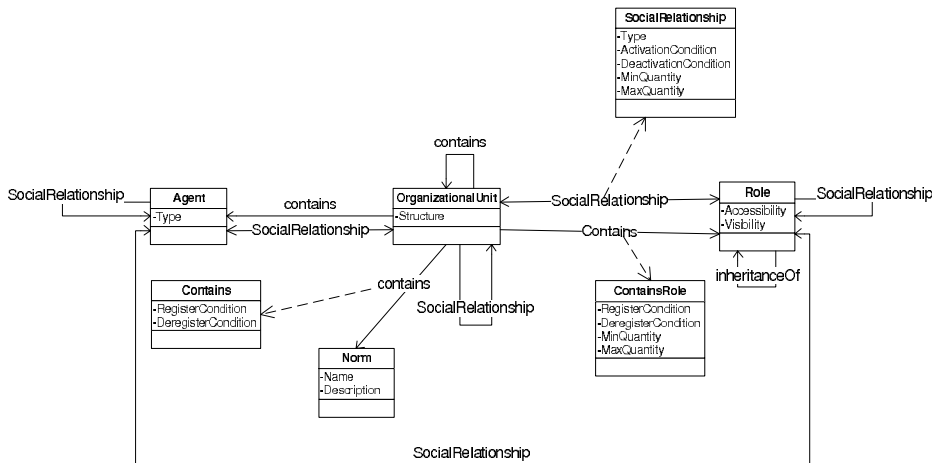 SocialRelationship
-Type
-ActivationCondition
-DeactivationCondition
-MinQuantity
-MaxQuantity
contains
SocialRelationship
Agent
-Type
contains
SocialRelationship
OrganizationalUnit
-Structure
SocialRelationship
Contains
Role
-Accessibility
-Visibility
SocialRelationship
inheritanceOf
Contains
-RegisterCondition
-DeregisterCondition
contains
SocialRelationship
ContainsRole
-RegisterCondition
-DeregisterCondition
-MinQuantity
-MaxQuantity
Norm
-Name
-Description
SocialRelationship